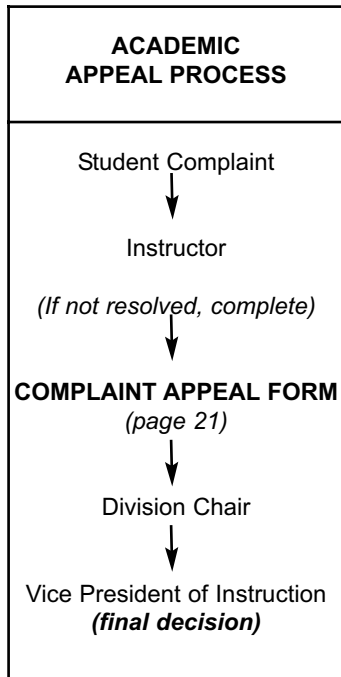 ACADEMIC
APPEAL PROCESS
Student Complaint
Instructor
(If not resolved, complete)
COMPLAINT APPEAL FORM
(page 21)
Division Chair
Vice President of Instruction
(final decision)